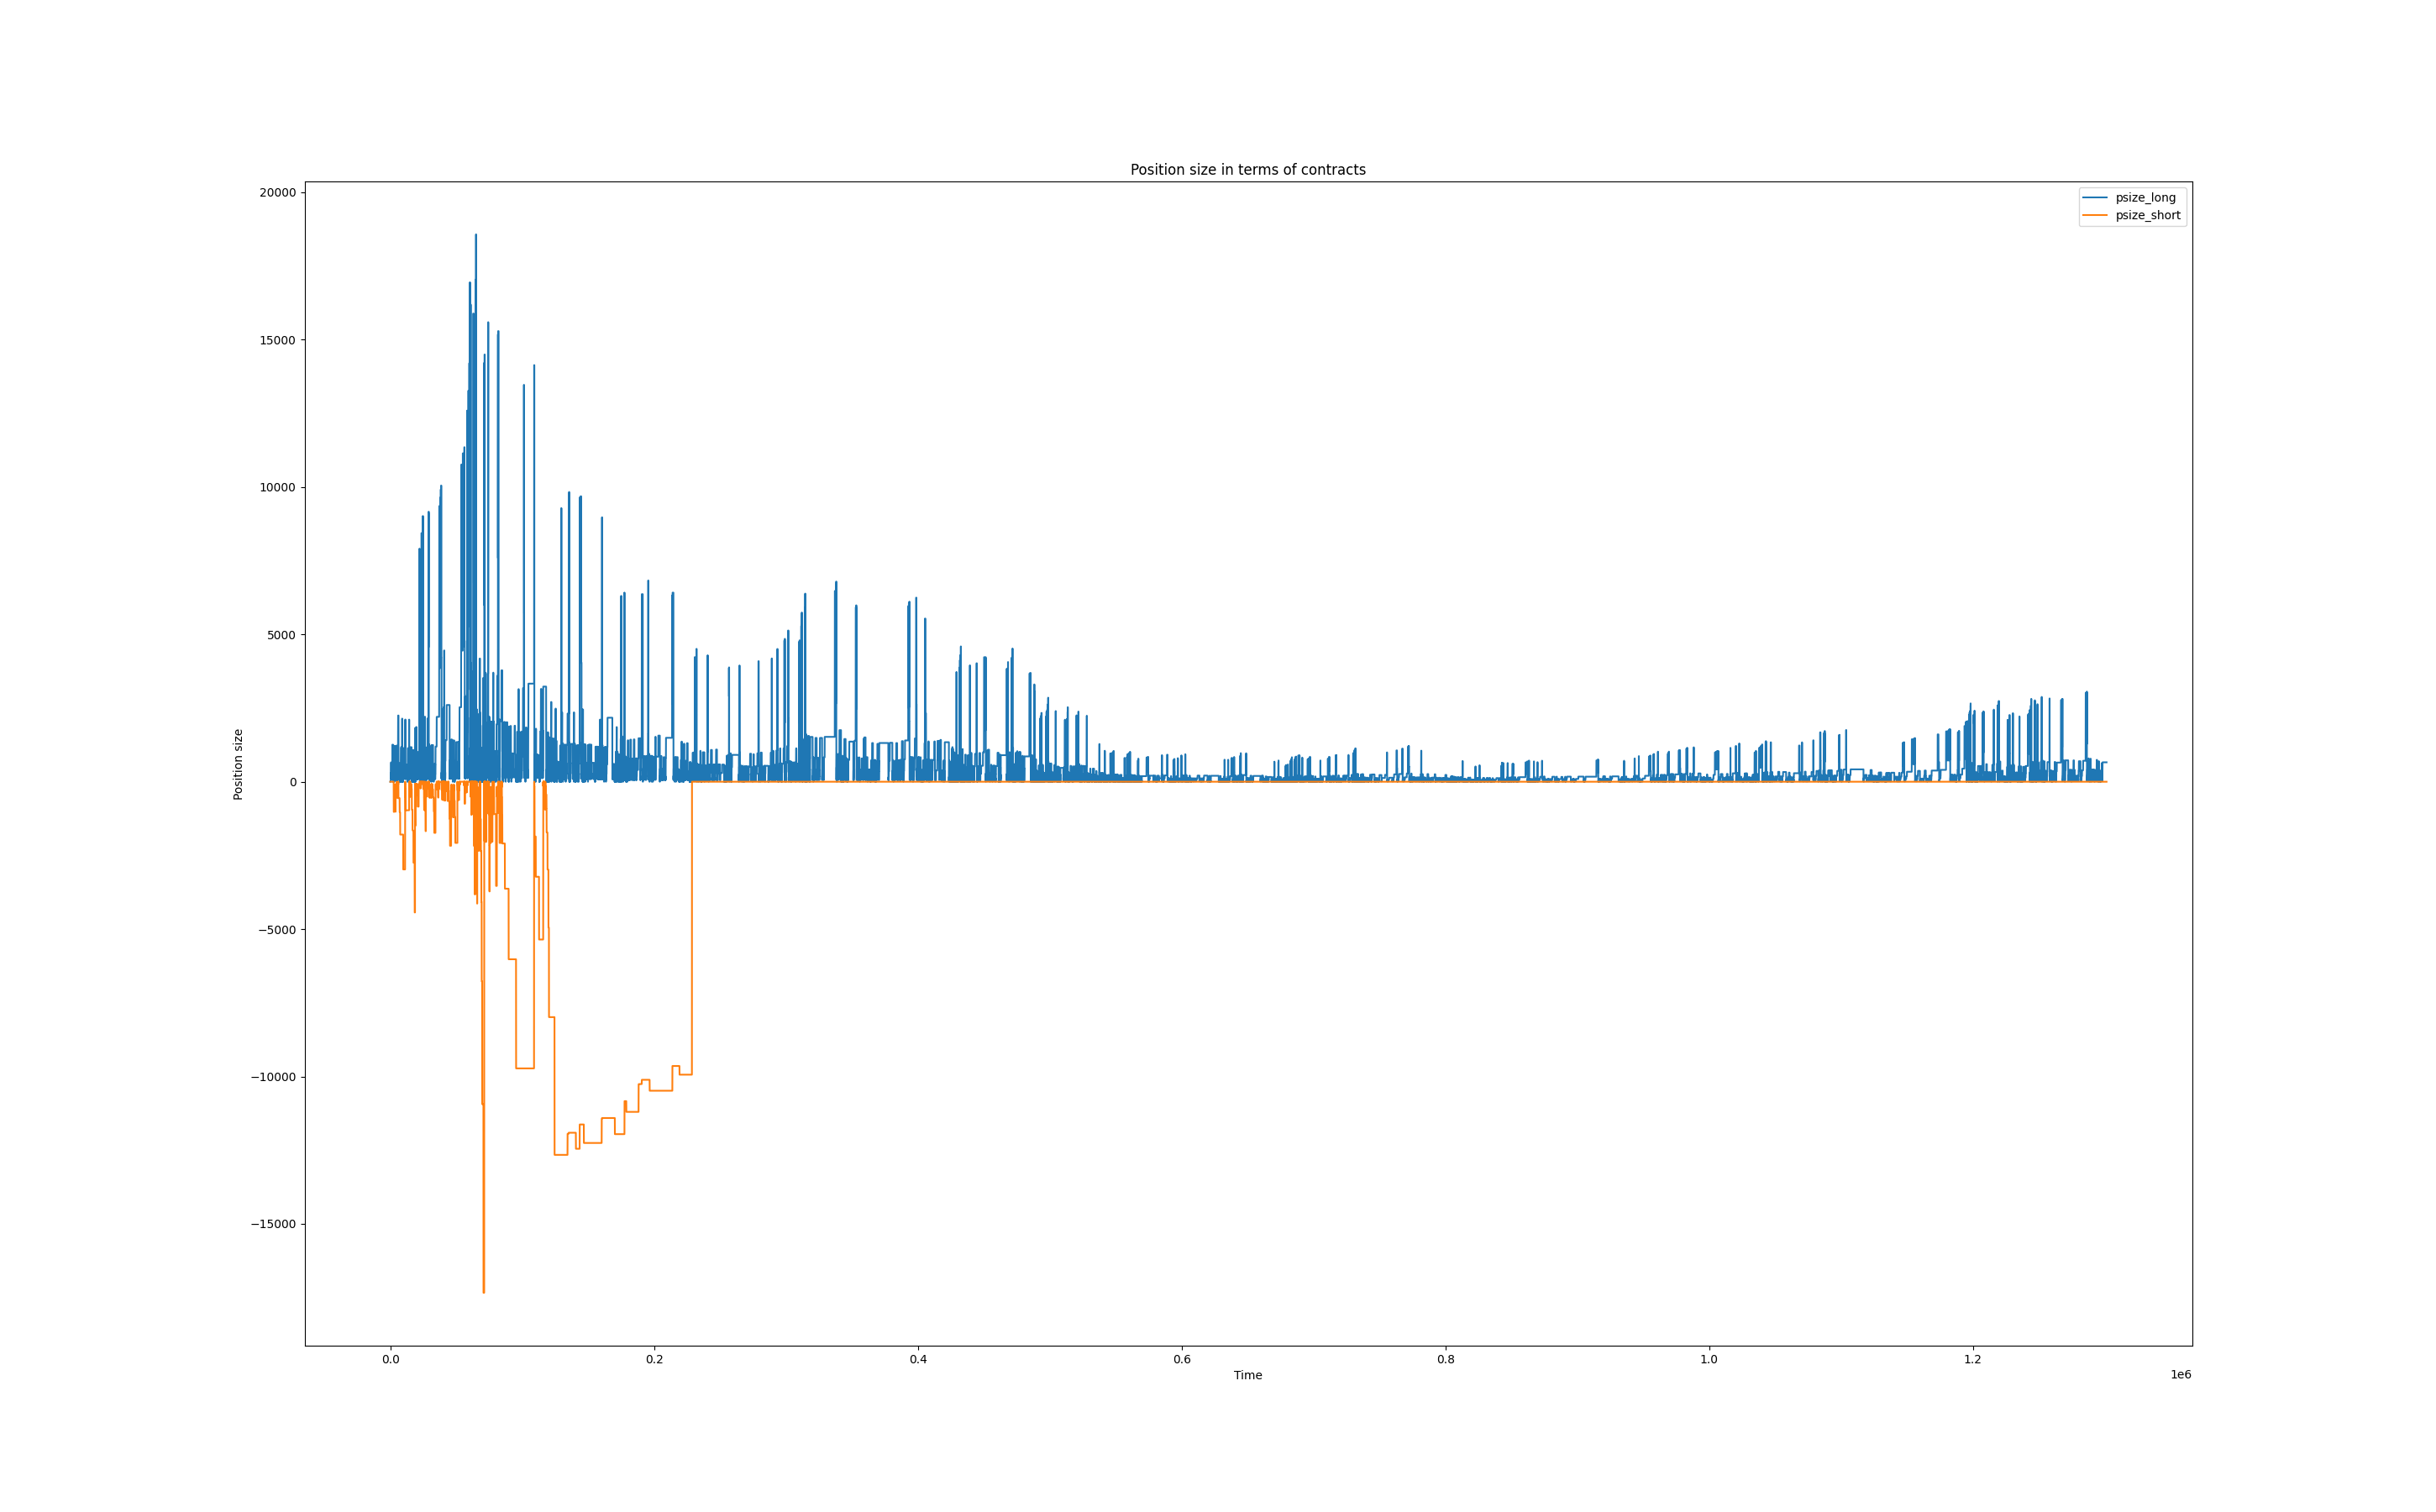 Position size in terms of contracts
psize_long
psize_short
20000
15000
10000
5000
0
−5000
−10000
−15000
Position size
0.0
0.2
0.4
0.6
0.8
1.0
1.2
1e6
Time